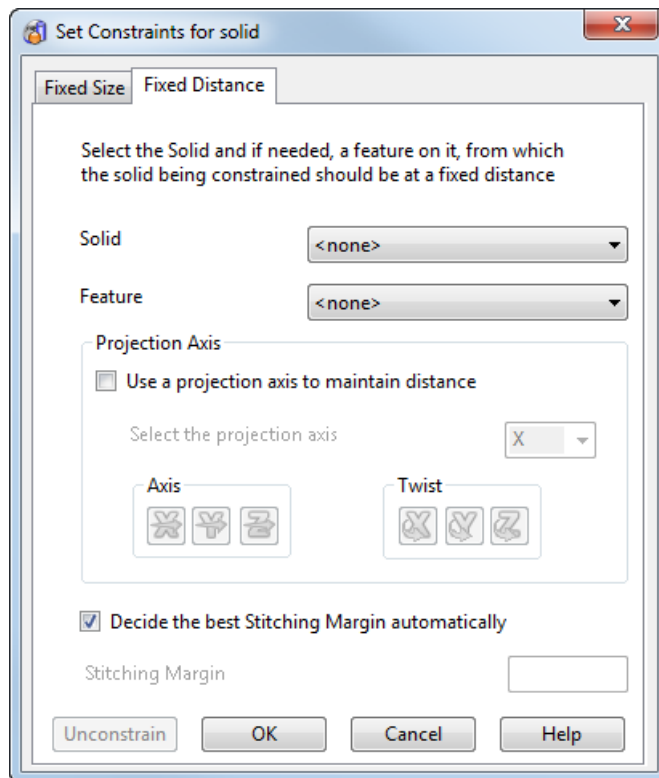 Set Constraints for solid
Fixed Size
Fixed Distance
Select the Solid and if needed, a feature on it, from which
the solid being constrained should be at a fixed distance
Solid
<none>
Feature
<none>
Projection Axis
Use a projection axis to maintain distance
Select the projection axis
X
Axis
Twist
X
Y
Z
X
Y
Z
Decide the best Stitching Margin automatically
Stitching Margin
Unconstrain
OK
Cancel
Help